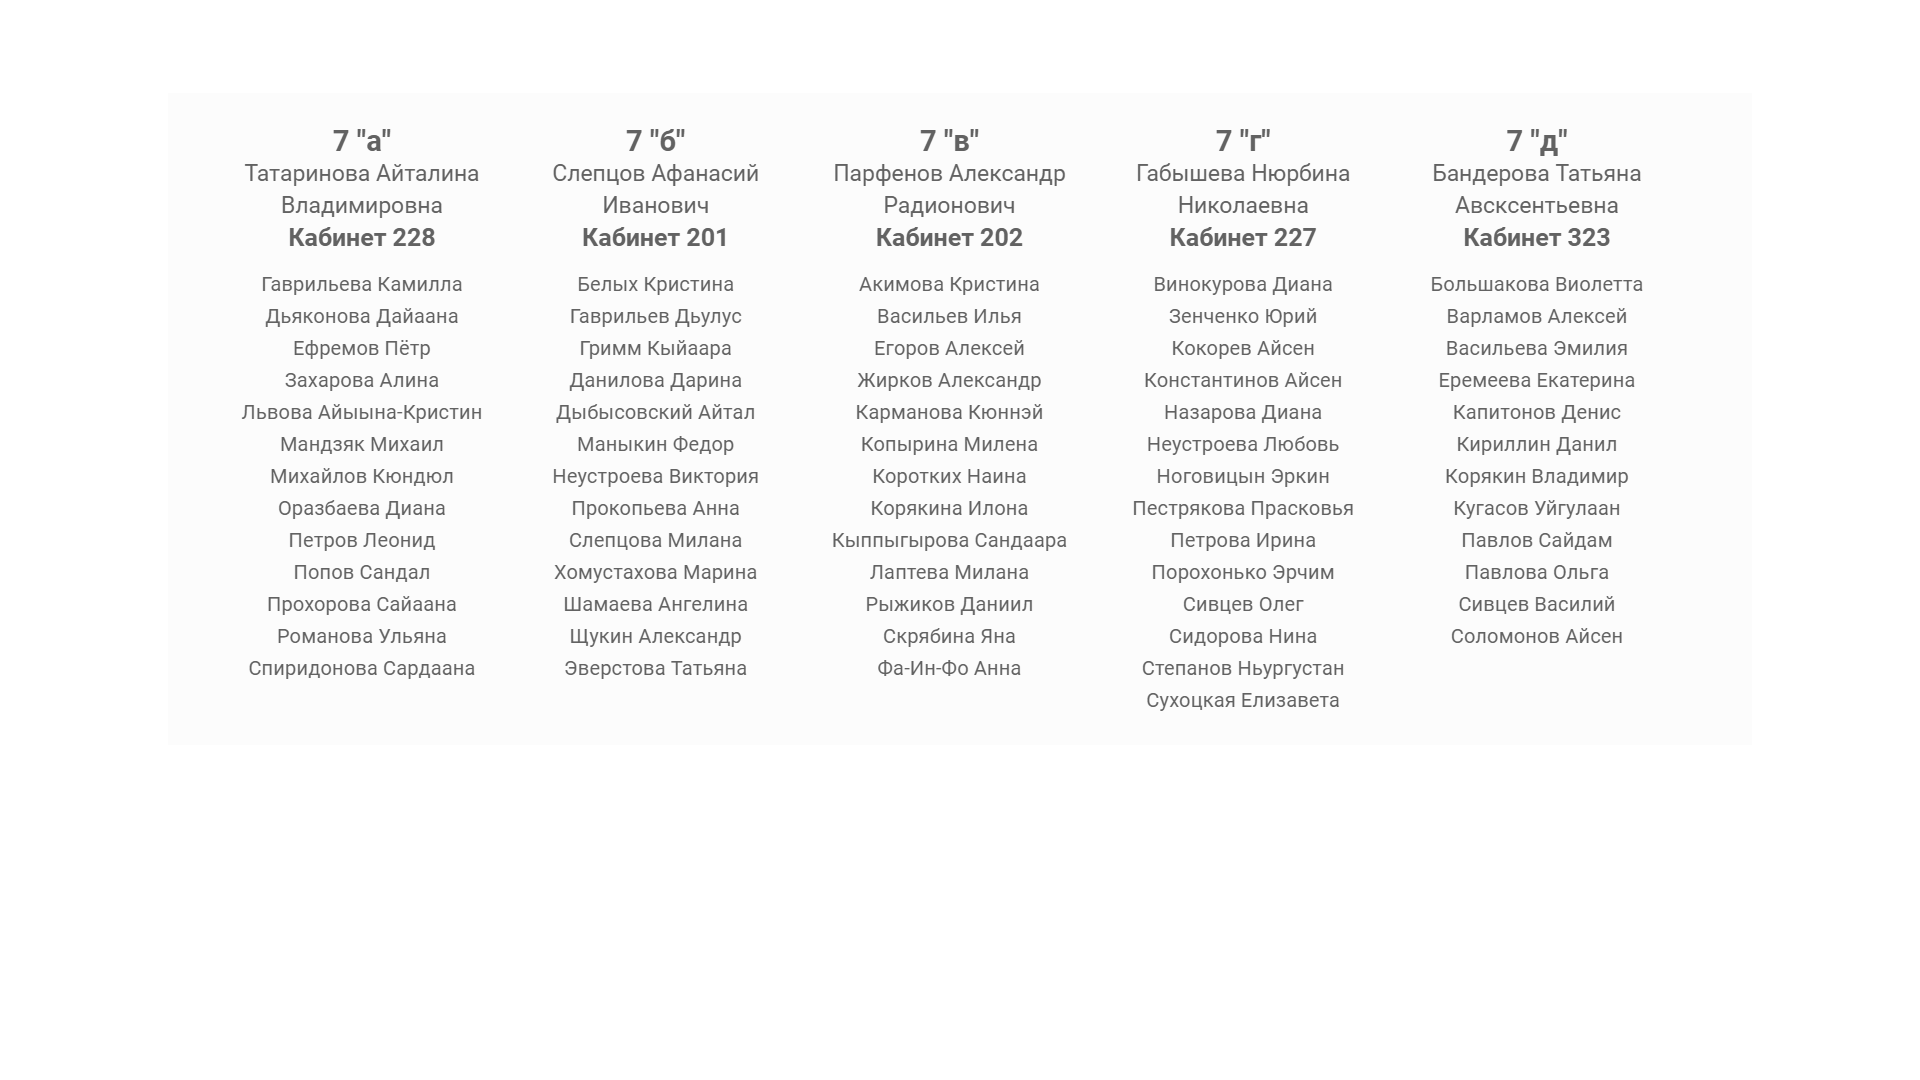 7 "а"
Татаринова Айталина
Владимировна
Кабинет 228
Гаврильева Камилла
Дьяконова Дайаана
Ефремов Пётр
Захарова Алина
Львова Айыына-Кристин
Мандзяк Михаил
Михайлов Кюндюл
Оразбаева Диана
Петров Леонид
Попов Сандал
Прохорова Сайаана
Романова Ульяна
Спиридонова Сардаана
7 "б"
Слепцов Афанасий
Иванович
Кабинет 201
Белых Кристина
Гаврильев Дьулус
Гримм Кыйаара
Данилова Дарина
Дыбысовский Айтал
Маныкин Федор
Неустроева Виктория
Прокопьева Анна
Слепцова Милана
Хомустахова Марина
Шамаева Ангелина
Щукин Александр
Эверстова Татьяна
7 "в"
Парфенов Александр
Радионович
Кабинет 202
Акимова Кристина
Васильев Илья
Егоров Алексей
Жирков Александр
Карманова Кюннэй
Копырина Милена
Коротких Наина
Корякина Илона
Кыппыгырова Сандаара
Лаптева Милана
Рыжиков Даниил
Скрябина Яна
Фа-Ин-Фо Анна
7 "г"
Габышева Нюрбина
Николаевна
Кабинет 227
Винокурова Диана
Зенченко Юрий
Кокорев Айсен
Константинов Айсен
Назарова Диана
Неустроева Любовь
Ноговицын Эркин
Пестрякова Прасковья
Петрова Ирина
Порохонько Эрчим
Сивцев Олег
Сидорова Нина
Степанов Ньургустан
Сухоцкая Елизавета
7 "д"
Бандерова Татьяна
Авсксентьевна
Кабинет 323
Большакова Виолетта
Варламов Алексей
Васильева Эмилия
Еремеева Екатерина
Капитонов Денис
Кириллин Данил
Корякин Владимир
Кугасов Уйгулаан
Павлов Сайдам
Павлова Ольга
Сивцев Василий
Соломонов Айсен